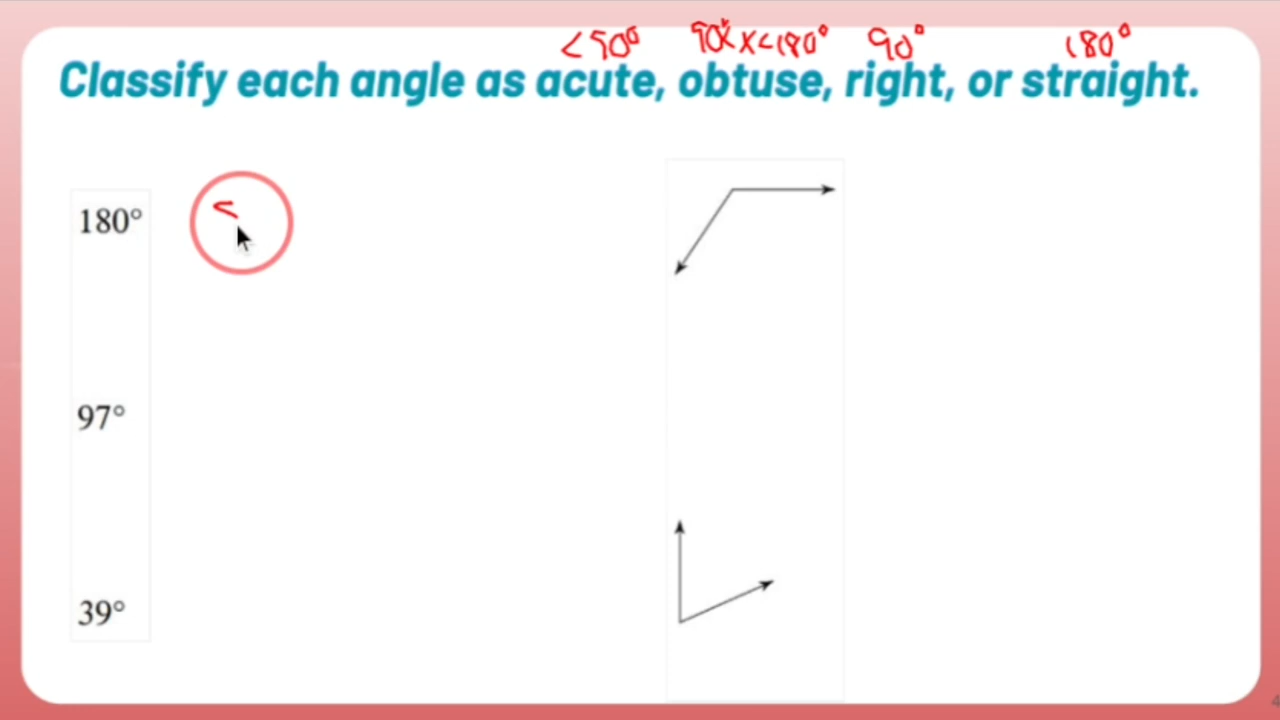 <90° 90°<x<180° 90° 180°
Classify each angle as acute, obtuse, right, or straight.
180°
97°
39°